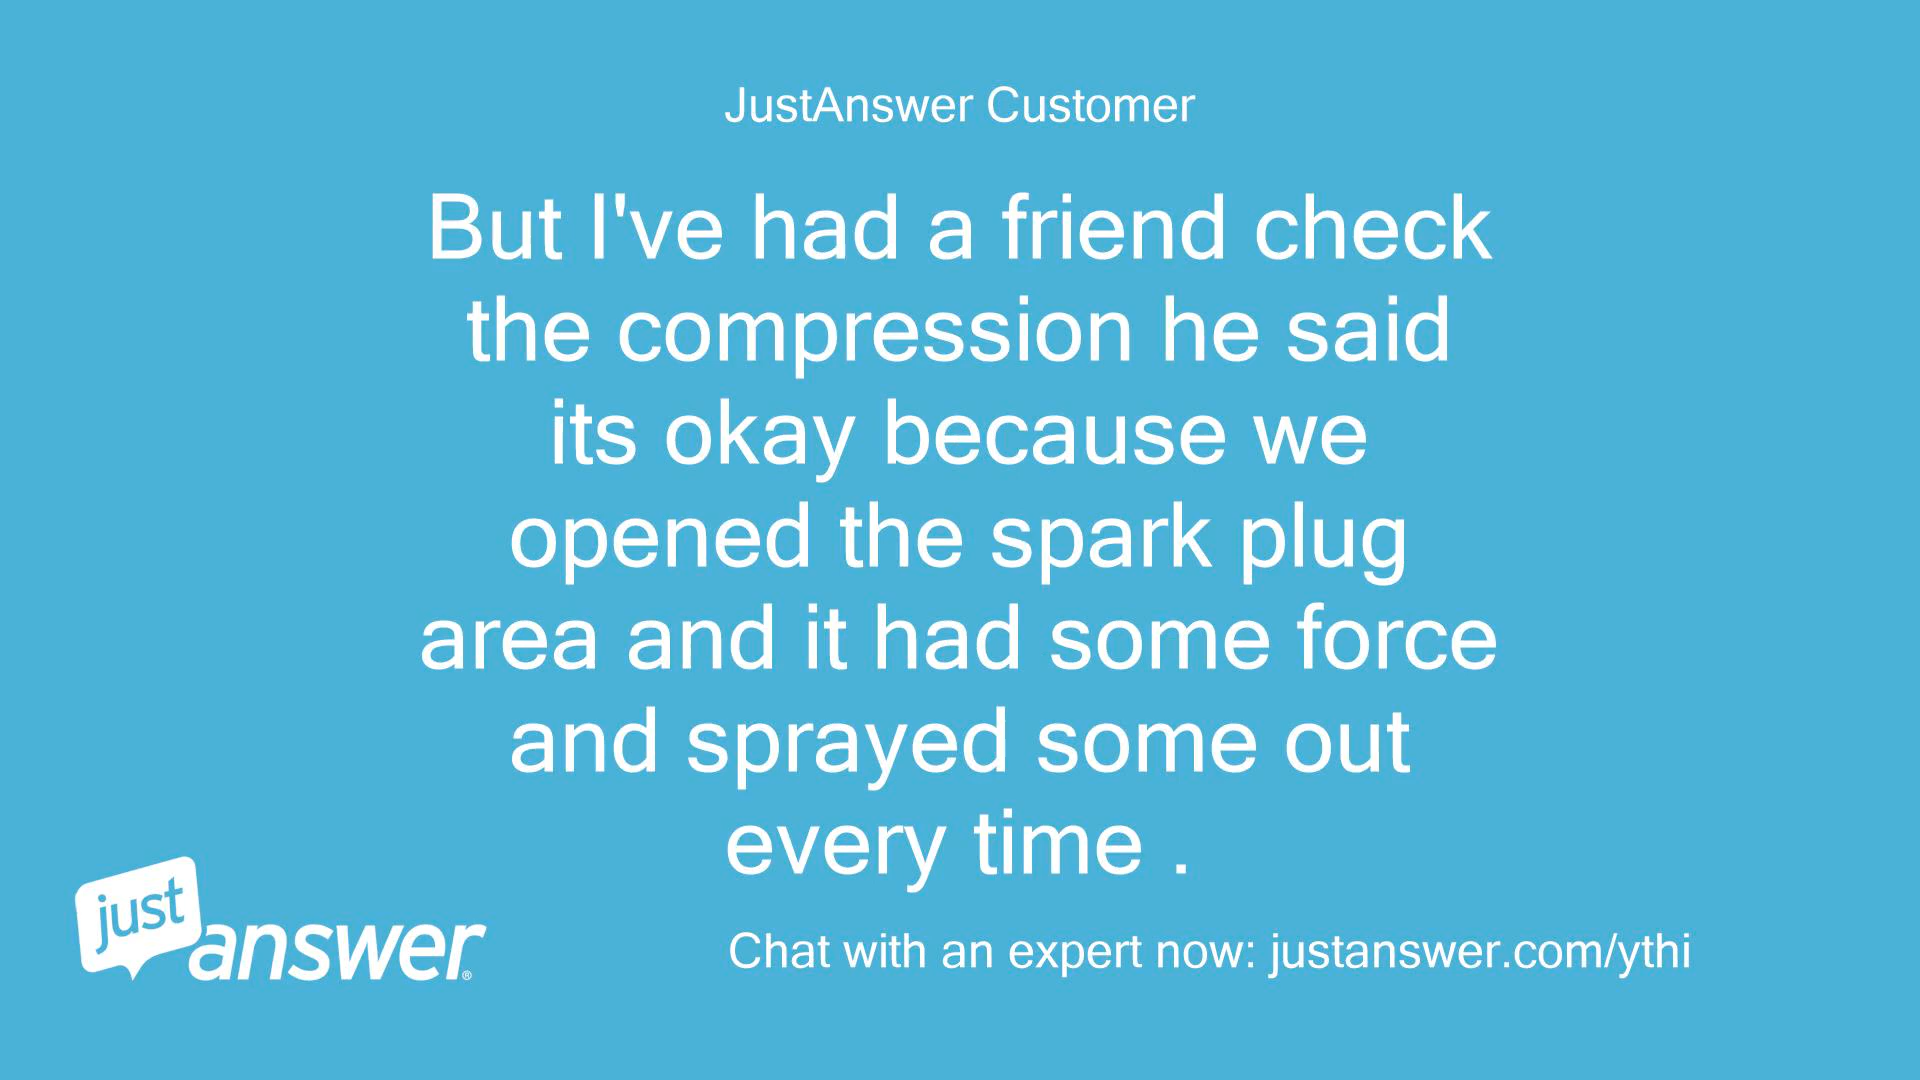 JustAnswer Customer
But I've had a friend check
the compression he said
its okay because we
opened the spark plug
area and it had some force
and sprayed some out
every time .
just
answer®
Chat with an expert now: justanswer.com/ythi